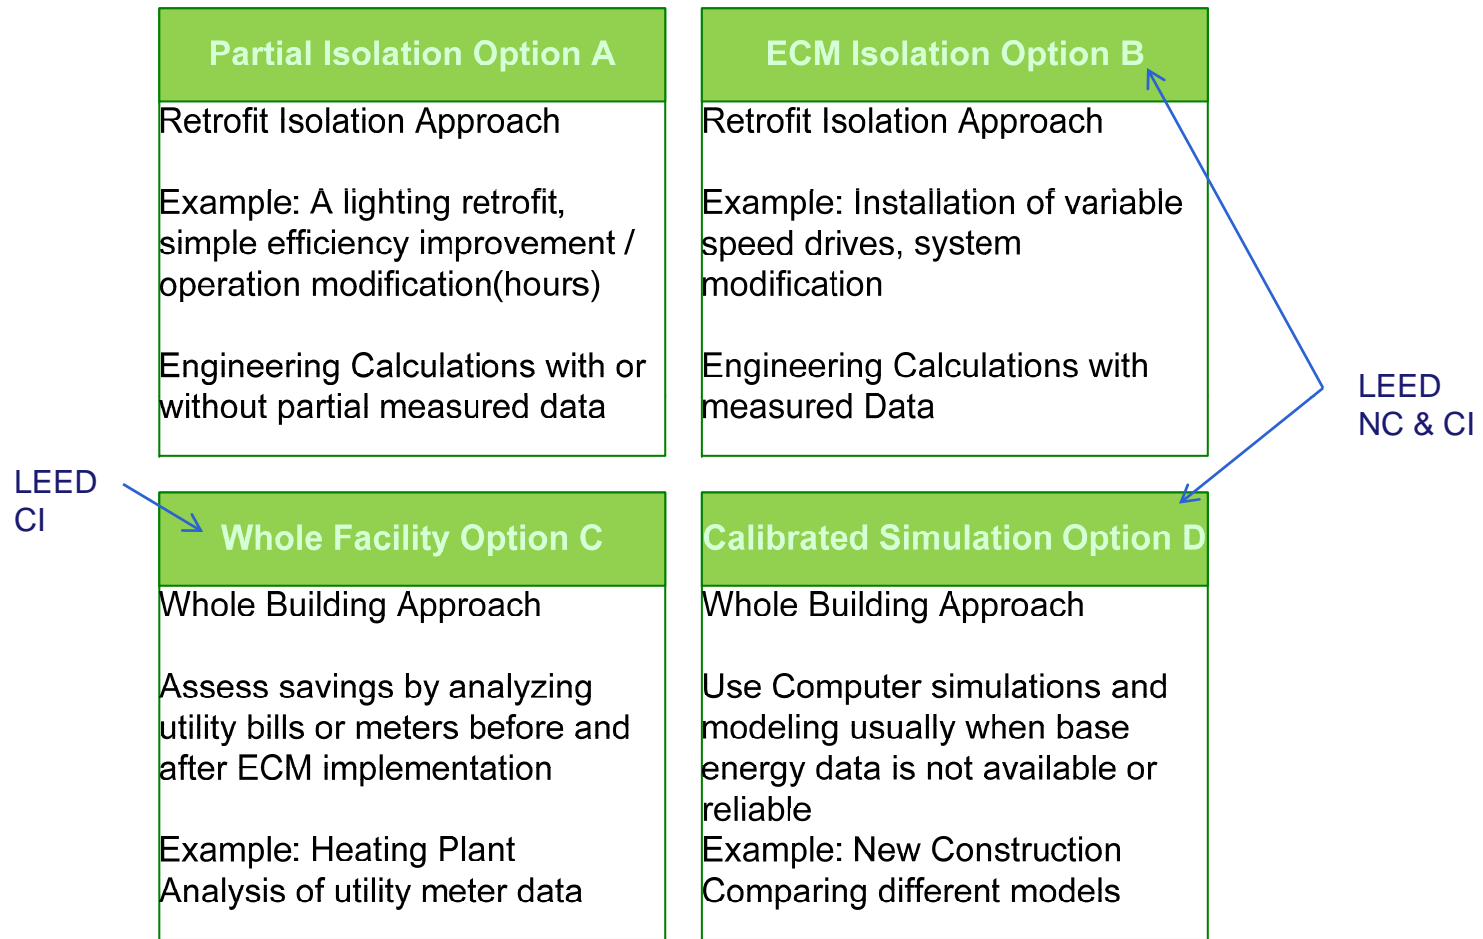 Partial Isolation Option A
Retrofit Isolation Approach
Example: A lighting retrofit,
simple efficiency improvement /
operation modification(hours)
Engineering Calculations with or
without partial measured data
ECM Isolation Option B
Retrofit Isolation Approach
Example: Installation of variable
speed drives, system
modification
Engineering Calculations with
measured Data
LEED
NC & CI
LEED
CI
Whole Facility Option C
Whole Building Approach
Assess savings by analyzing
utility bills or meters before and
after ECM implementation
Example: Heating Plant
Analysis of utility meter data
Calibrated Simulation Option D
Whole Building Approach
Use Computer simulations and
modeling usually when base
energy data is not available or
reliable
Example: New Construction
Comparing different models